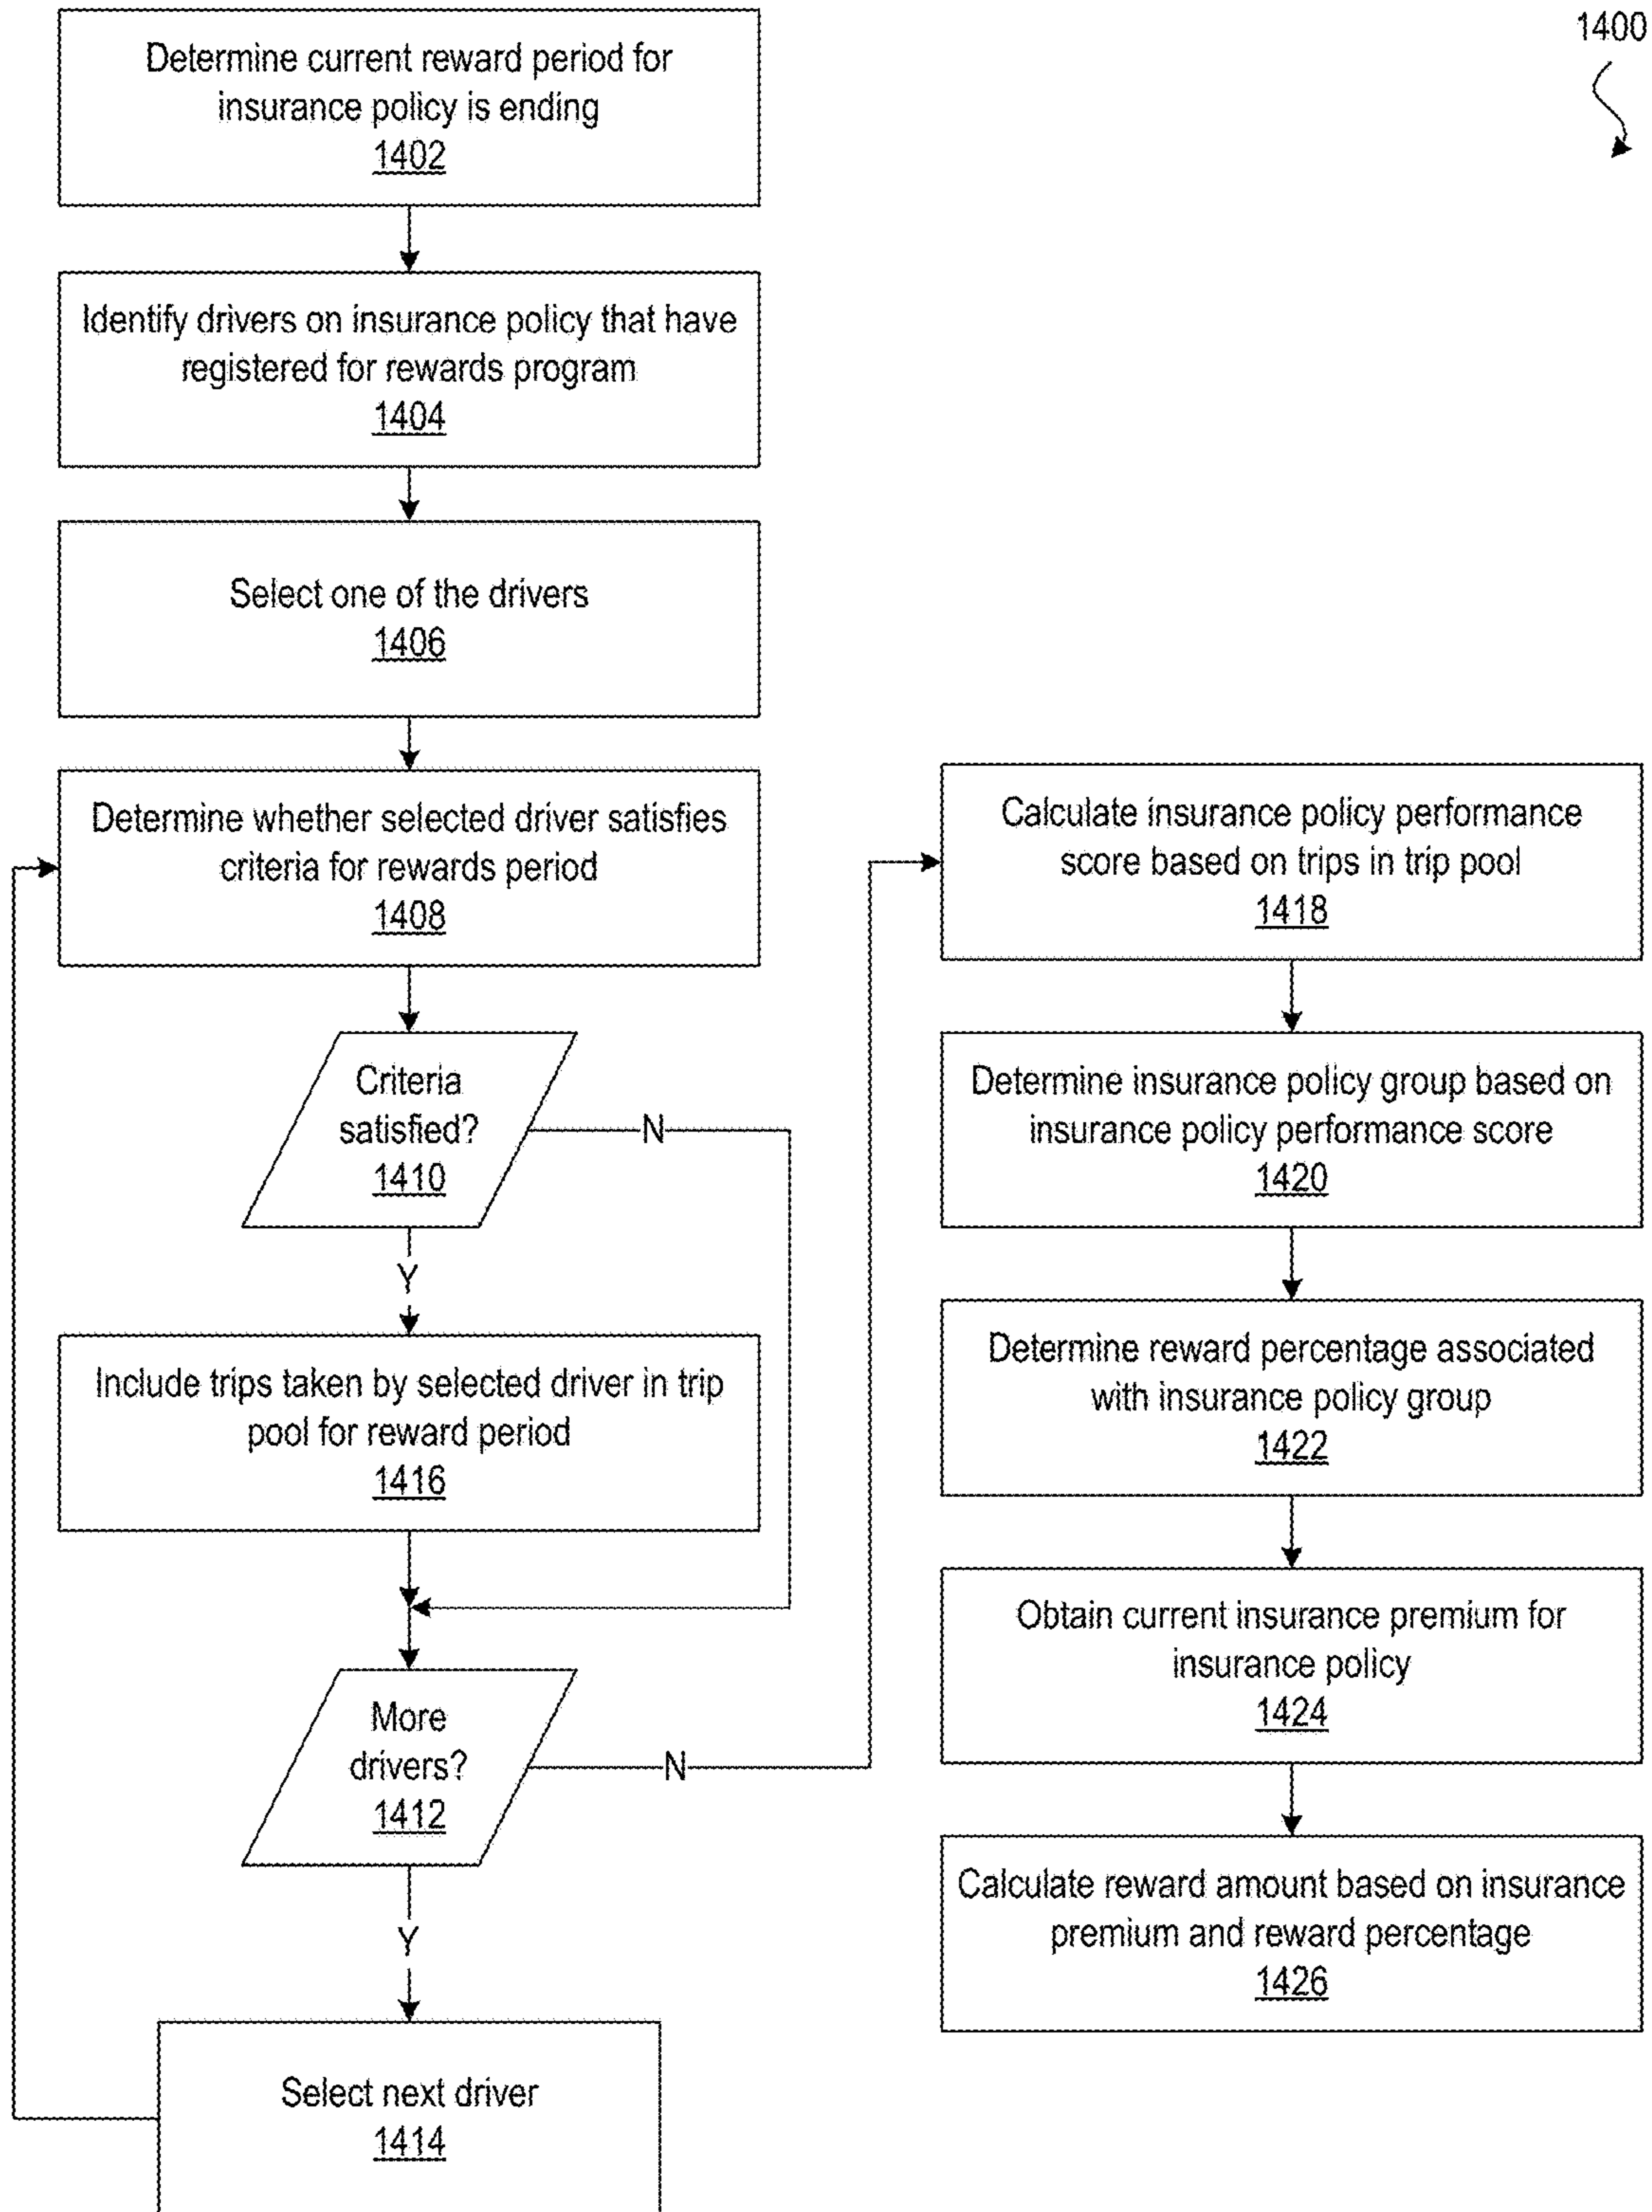 1400
Determine current reward period for
insurance policy is ending
1402
Identify drivers on insurance policy that have
registered for rewards program
1404
Select one of the drivers
1406
Determine whether selected driver satisfies
criteria for rewards period
1408
Criteria
satisfied?
1410
N
Y
Include trips taken by selected driver in trip
pool for reward period
1416
More
drivers?
1412
N
Y
Select next driver
1414
Calculate insurance policy performance
score based on trips in trip pool
1418
Determine insurance policy group based on
insurance policy performance score
1420
Determine reward percentage associated
with insurance policy group
1422
Obtain current insurance premium for
insurance policy
1424
Calculate reward amount based on insurance
premium and reward percentage
1426